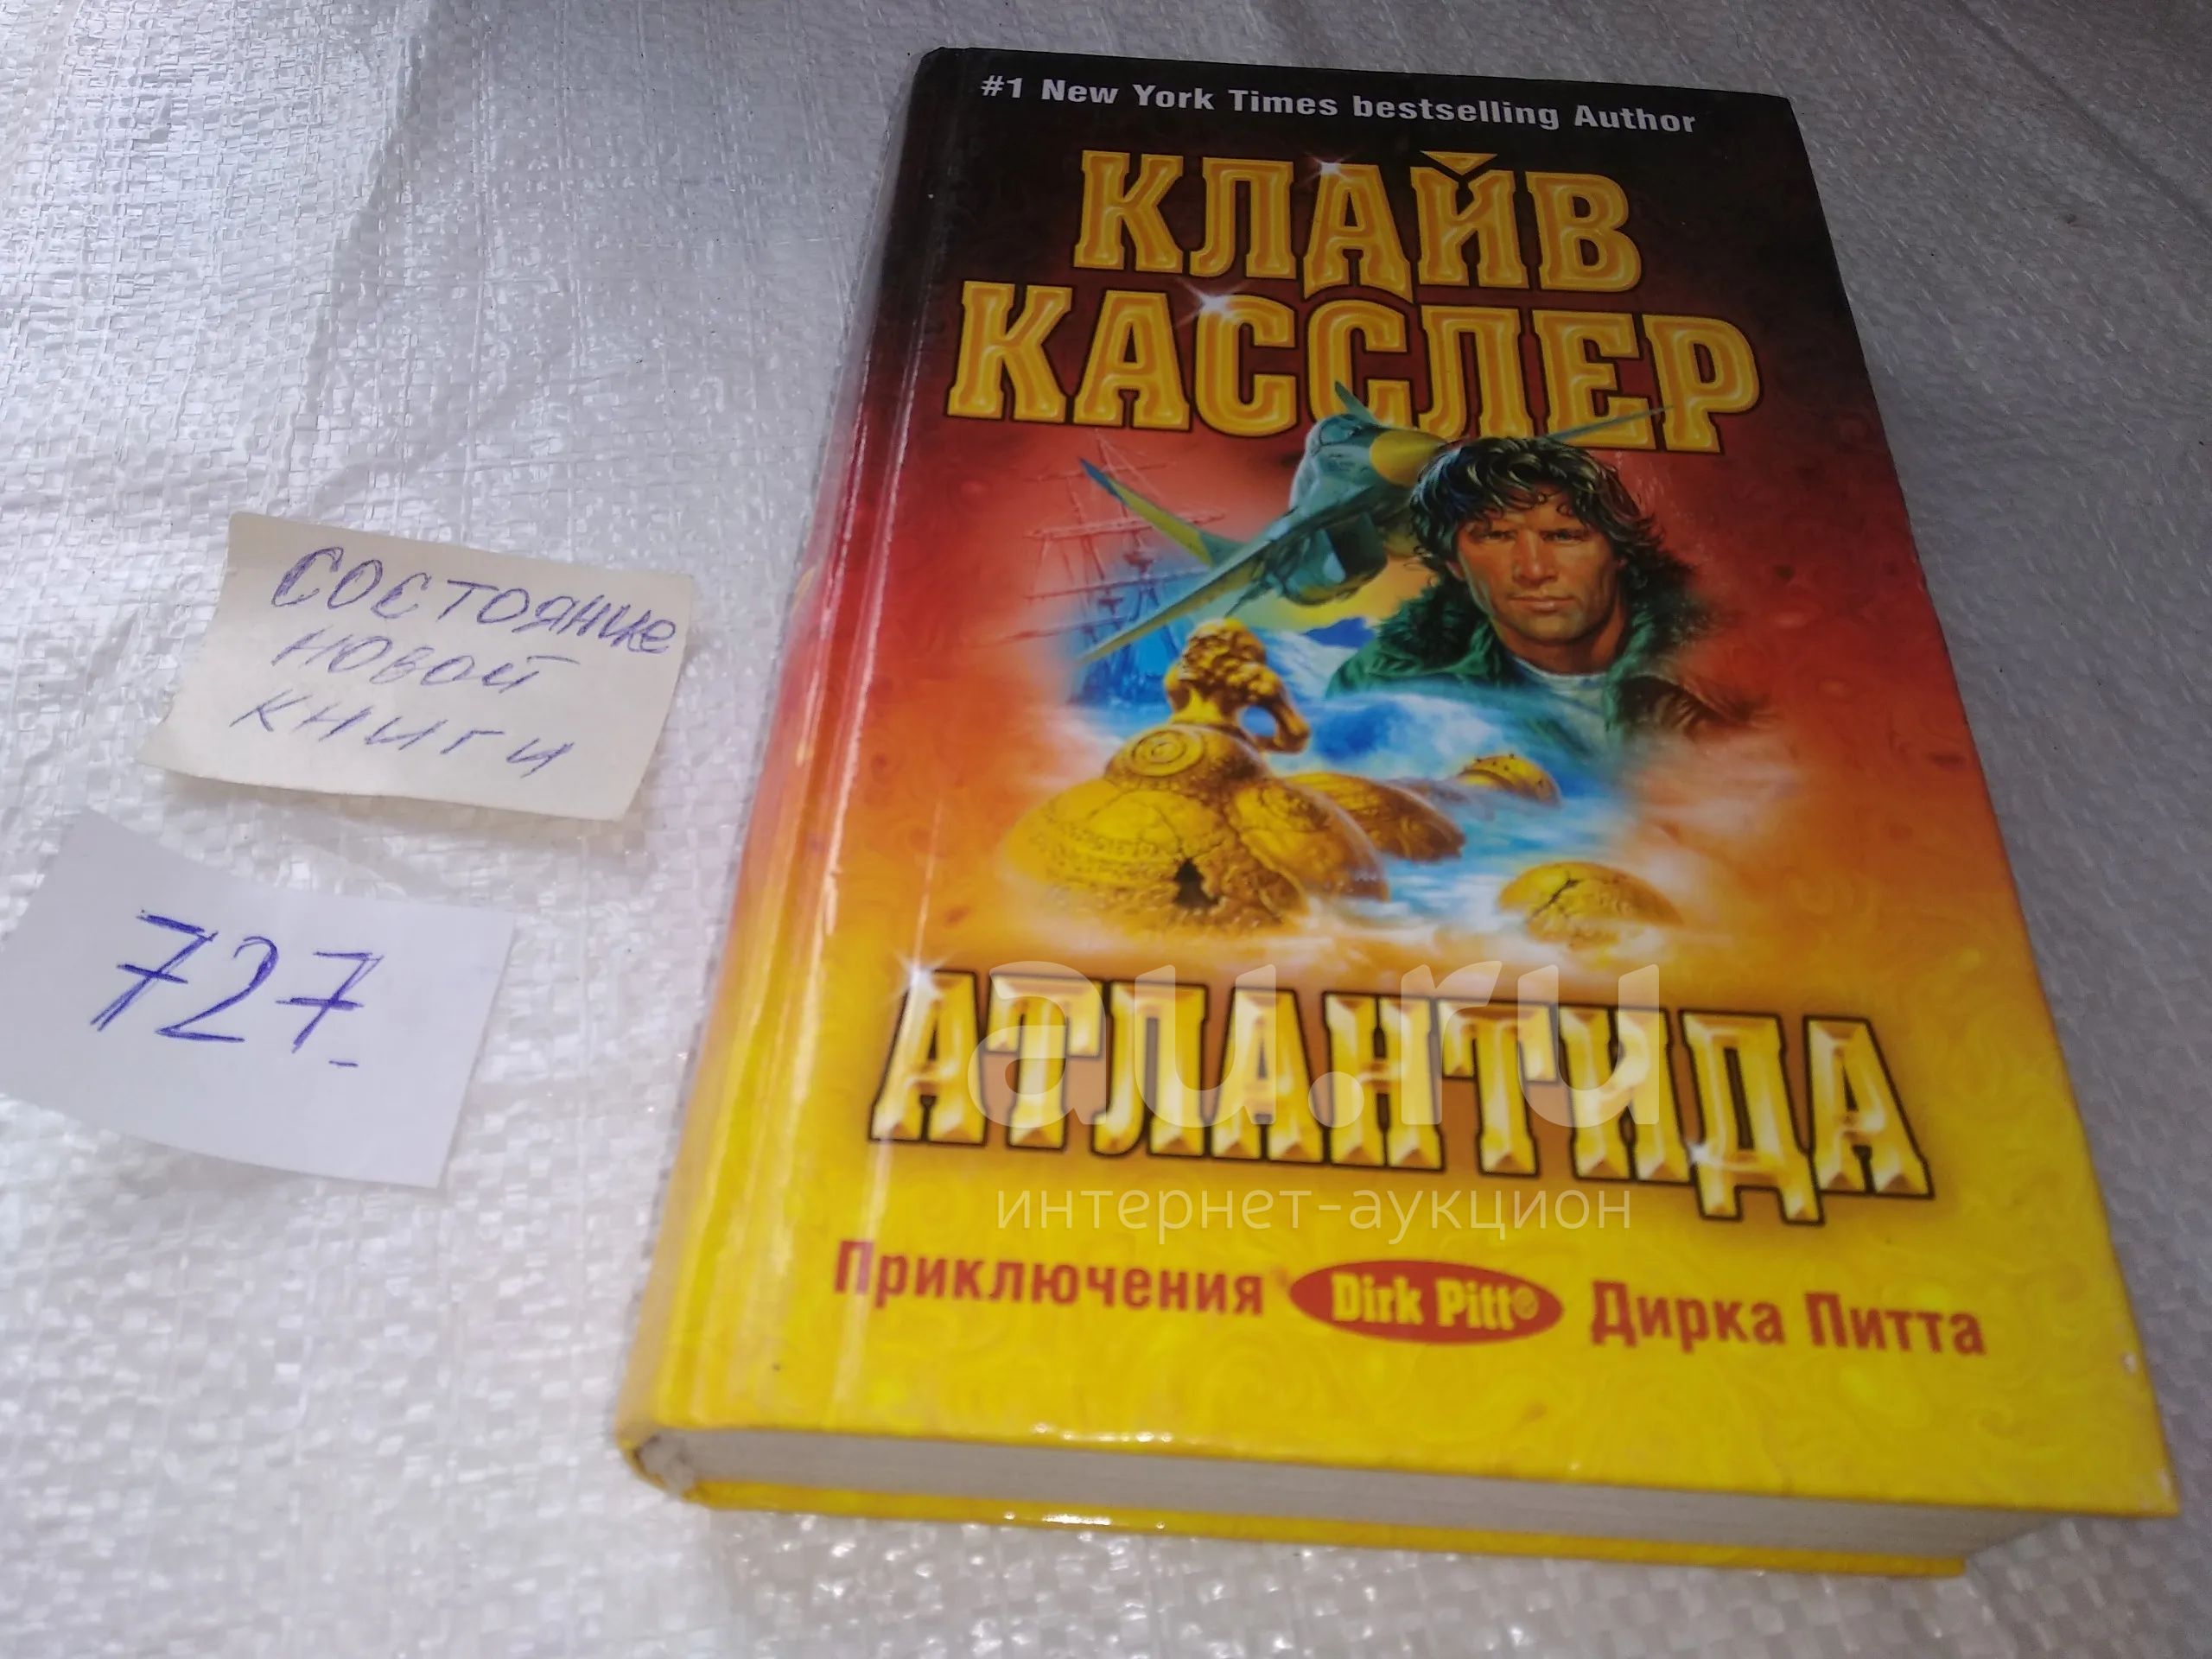 #1 New York Times bestselling Author
КЛАЙВ
КАССЛЕР
состояние
новой
книги
727.
АТЛАНТИДА
au.ru
интернет-аукцион
Приключения Dirk Pitt® Дирка Питта